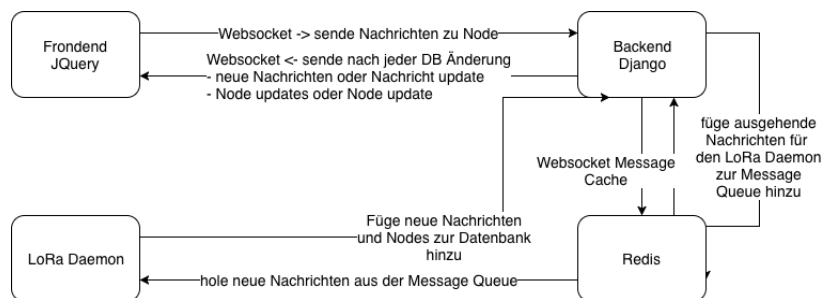 Frondend
JQuery
Websocket -> sende Nachrichten zu Node
Websocket <- sende nach jeder DB Änderung
- neue Nachrichten oder Nachricht update
- Node updates oder Node update
Backend
Django
füge ausgehende
Nachrichten für
den LoRa Daemon
zur Message
Queue hinzu
Websocket Message
Cache
Füge neue Nachrichten
und Nodes zur Datenbank
hinzu
LoRa Daemon
hole neue Nachrichten aus der Message Queue
Redis